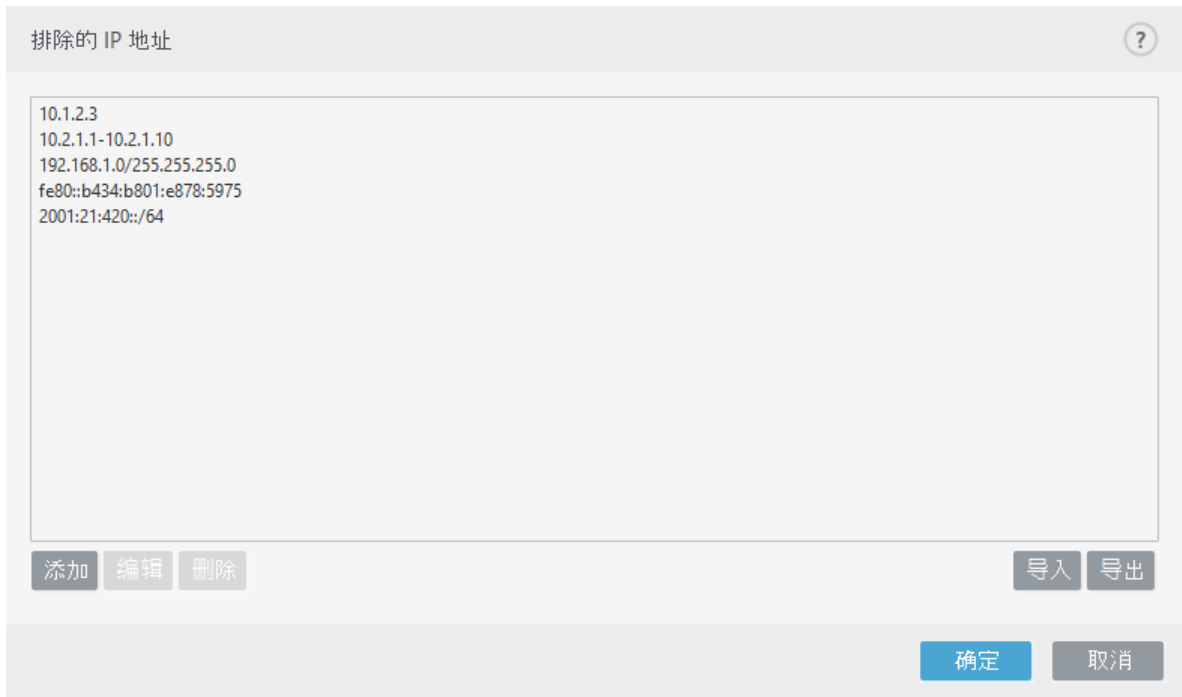 排除的 IP 地址
?
10.1.2.3
10.2.1.1-10.2.1.10
192.168.1.0/255.255.255.0
fe80::b434:b801:e878:5975
2001:21:420::/64
添加 编辑 删除 导入 导出
确定 取消